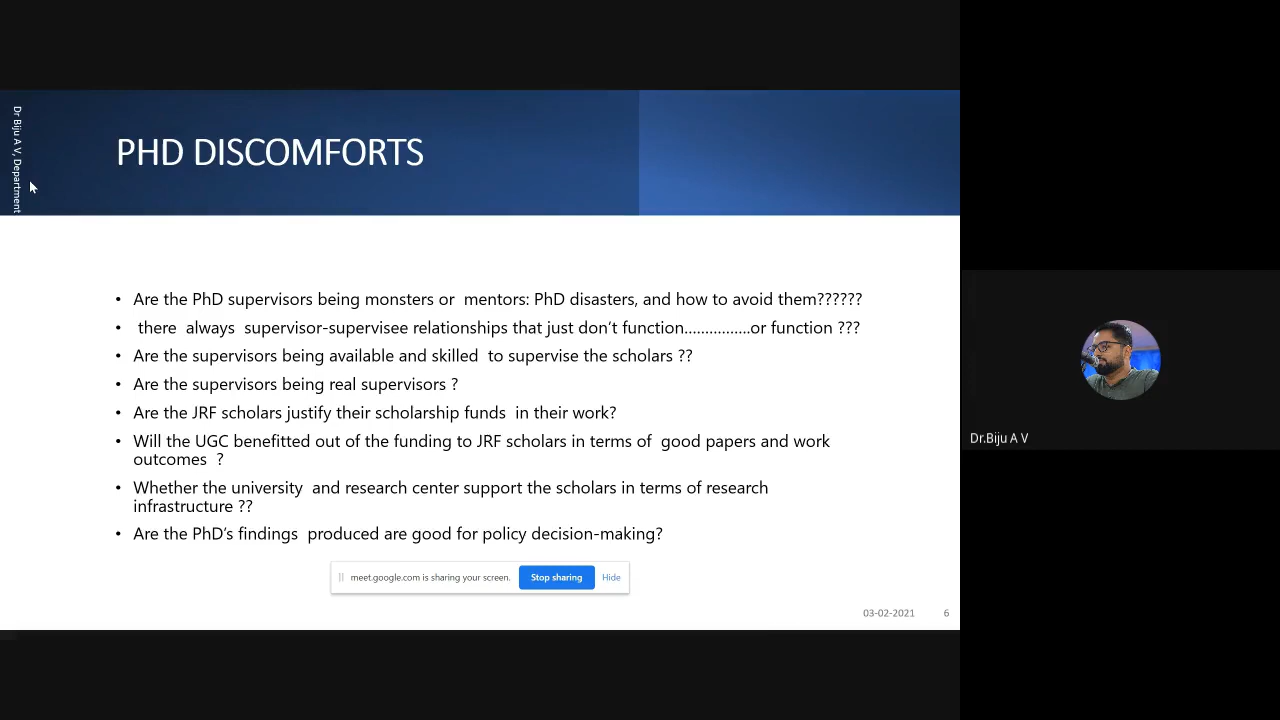 Dr Biju A V, Department
PHD DISCOMFORTS
• Are the PhD supervisors being monsters or  mentors: PhD disasters, and how to avoid them??????
•  there  always  supervisor-supervisee relationships that just don’t function…………….or function ???
• Are the supervisors being available and skilled  to supervise the scholars ??
• Are the supervisors being real supervisors ?
• Are the JRF scholars justify their scholarship funds  in their work?
• Will the UGC benefitted out of the funding to JRF scholars in terms of  good papers and work
outcomes  ?
• Whether the university  and research center support the scholars in terms of research
infrastructure ??
• Are the PhD’s findings  produced are good for policy decision-making?
meet.google.com is sharing your screen. Stop sharing Hide
03-02-2021 6
Dr.Biju A V